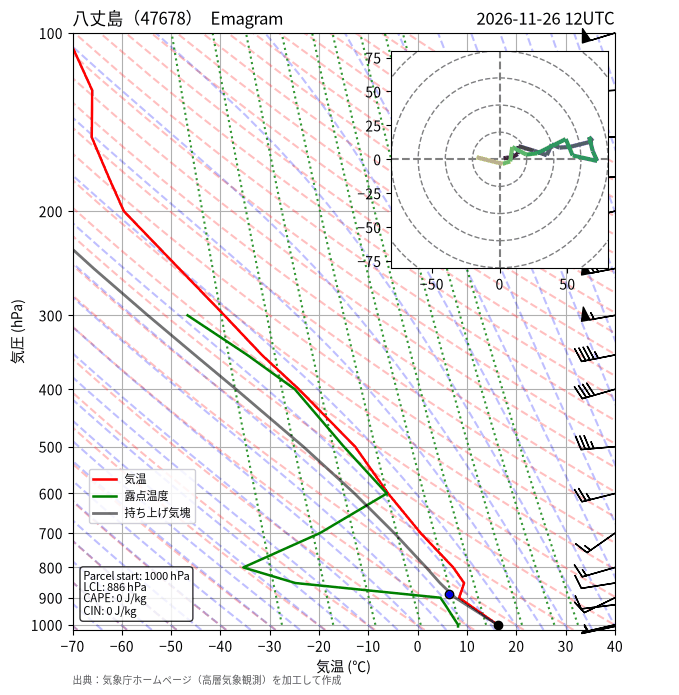 八丈島（47678） Emagram
2026-11-26 12UTC
100
200
300
400
500
600
700
800
900
1000
気圧 (hPa)
75
50
25
0
−25
−50
−75
−50
0
50
気温
露点温度
持ち上げ気塊
Parcel start: 1000 hPa
LCL: 886 hPa
CAPE: 0 J/kg
CIN: 0 J/kg
−70
−60
−50
−40
−30
−20
−10
0
10
20
30
40
気温 (°C)
出典：気象庁ホームページ（高層気象観測）を加工して作成